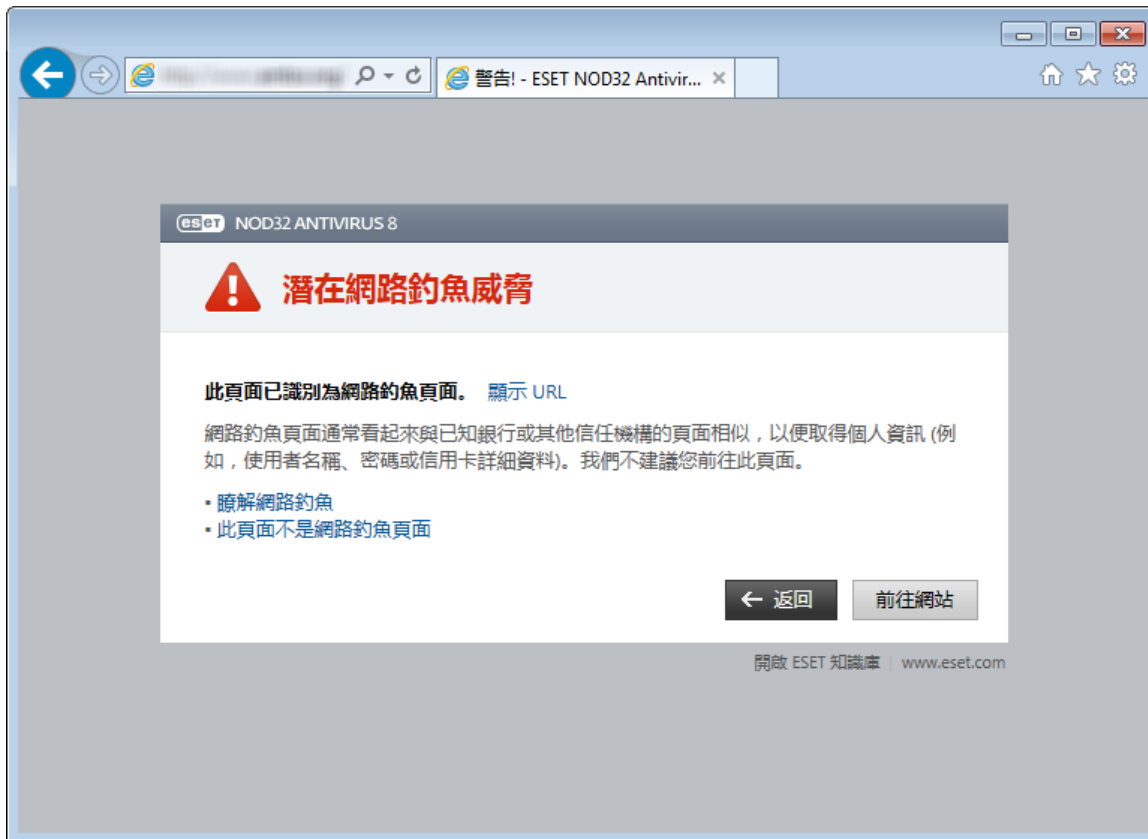 警告! - ESET NOD32 Antivir...
eset NOD32 ANTIVIRUS 8
潛在網路釣魚威脅
此頁面已識別為網路釣魚頁面。 顯示 URL
網路釣魚頁面通常看起來與已知銀行或其他信任機構的頁面相似，以便取得個人資訊 (例
如，使用者名稱、密碼或信用卡詳細資料)。我們不建議您前往此頁面。
▪ 瞭解網路釣魚
▪ 此頁面不是網路釣魚頁面
返回 前往網站
開啟 ESET 知識庫 | www.eset.com